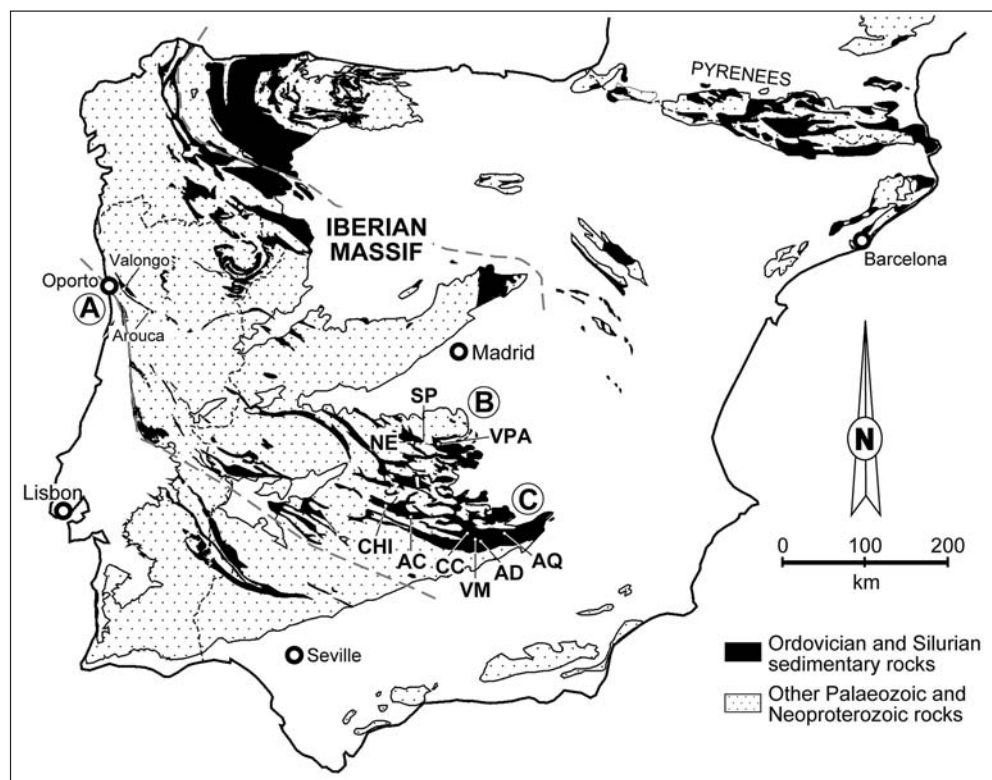 PYRENEES
IBERIAN
MASSIF
Barcelona
Valongo
Oporto
A
Arouca
Madrid
SP
B
NE
VPA
Lisbon
C
CHI
AC
CC
VM
AD
AQ
N
0 100 200
km
Seville
Ordovician and Silurian
sedimentary rocks
Other Palaeozoic and
Neoproterozoic rocks